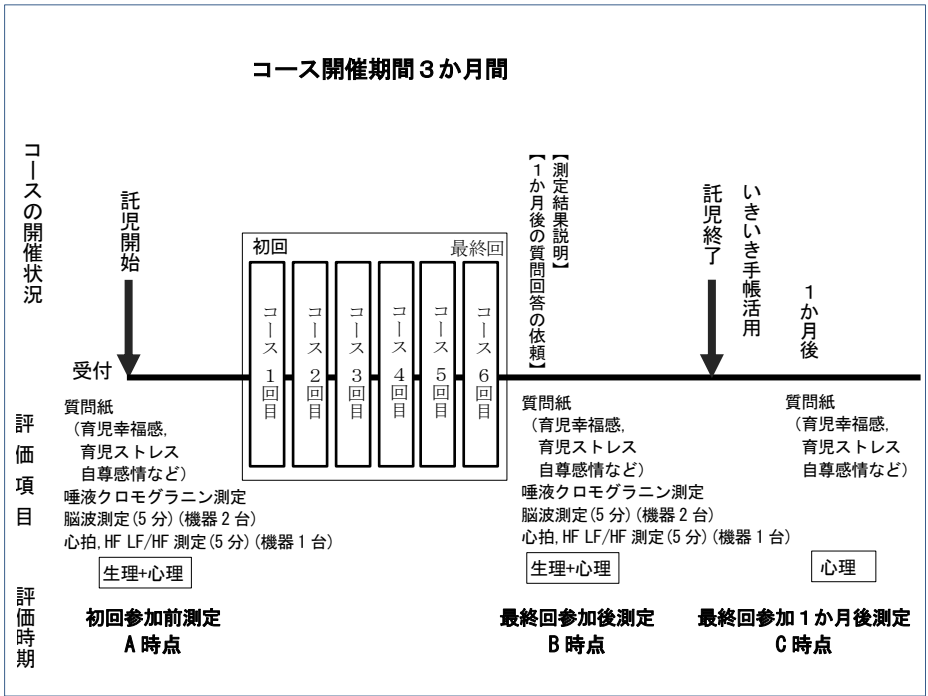 コース開催期間３か月間
コースの開催状況
託児開始
初回
最終回
【測定結果説明】
【１か月後の質問回答の依頼】
託児終了
いきいき手帳活用
１か月後
受付
コース 1回目
コース 2回目
コース 3回目
コース 4回目
コース 5回目
コース 6回目
評価項目
質問紙
（育児幸福感,
育児ストレス
自尊感情など）
唾液クロモグラニン測定
脳波測定(5 分)(機器 2 台)
心拍, HF LF/HF 測定(5 分)(機器 1 台)
生理+心理
質問紙
（育児幸福感,
育児ストレス
自尊感情など）
唾液クロモグラニン測定
脳波測定(5 分)(機器 2 台)
心拍, HF LF/HF 測定(5 分)(機器 1 台)
生理+心理
質問紙
（育児幸福感,
育児ストレス
自尊感情など）
心理
評価時期
初回参加前測定
A 時点
最終回参加後測定
B 時点
最終回参加１か月後測定
C 時点